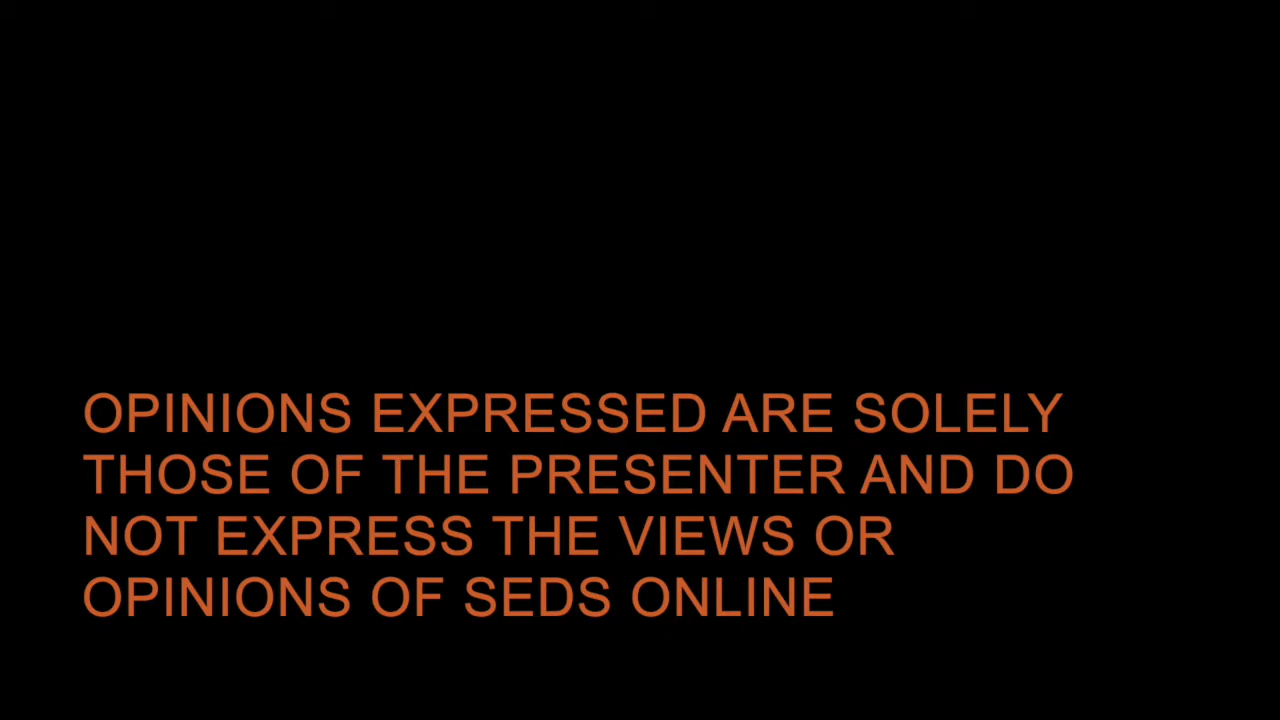 OPINIONS EXPRESSED ARE SOLELY
THOSE OF THE PRESENTER AND DO
NOT EXPRESS THE VIEWS OR
OPINIONS OF SEDS ONLINE